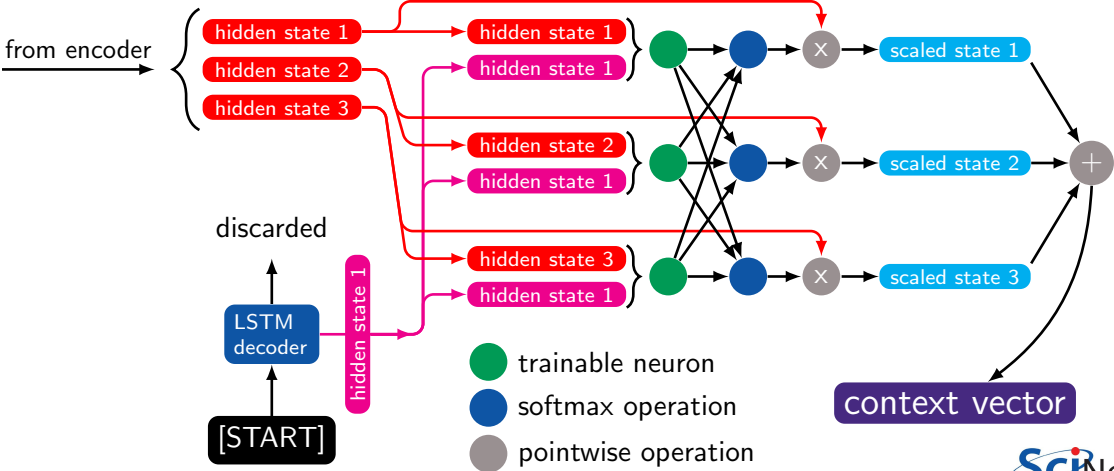 from encoder
hidden state 1
hidden state 2
hidden state 3
hidden state 1
hidden state 1
hidden state 2
hidden state 1
hidden state 3
hidden state 1
x
x
x
scaled state 1
scaled state 2
scaled state 3
+
discarded
LSTM
decoder
hidden state 1
[START]
trainable neuron
softmax operation
pointwise operation
context vector